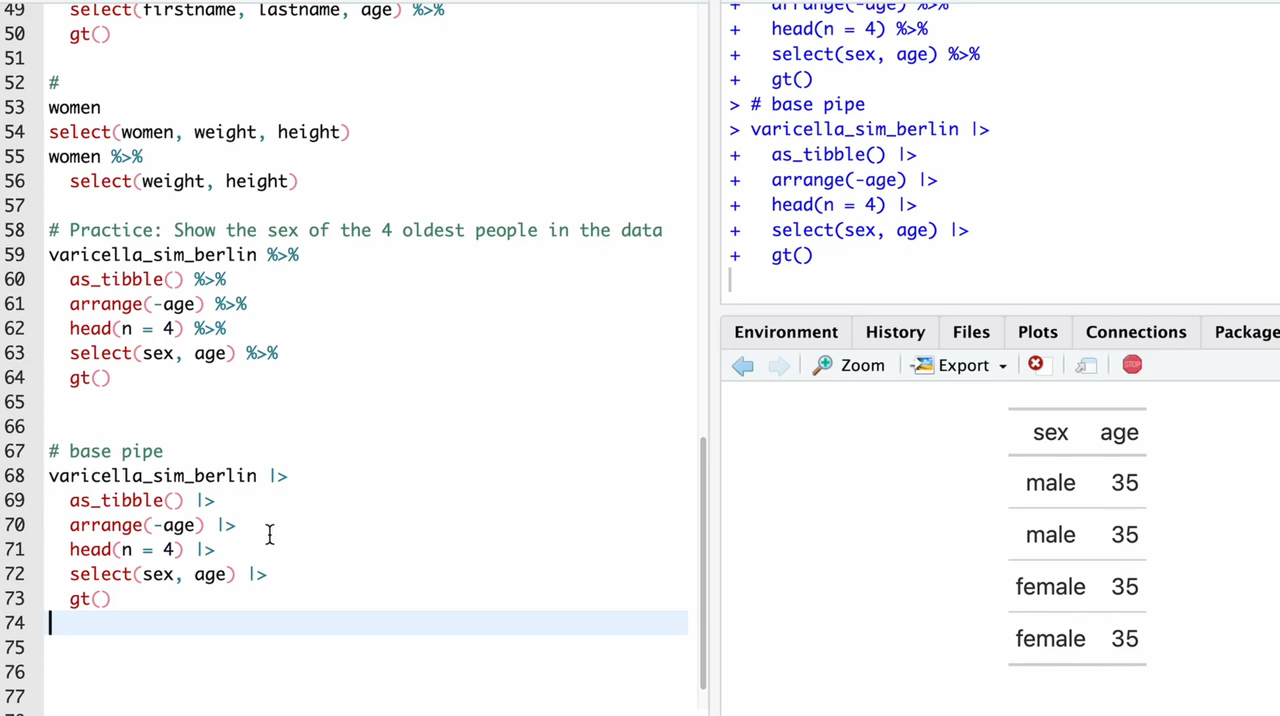 49 select(firstname, lastname, age) %>%
50 gt()
51
52 #
53 women
54 select(women, weight, height)
55 women %>%
56 select(weight, height)
57
58 # Practice: Show the sex of the 4 oldest people in the data
59 varicella_sim_berlin %>%
60 as_tibble() %>%
61 arrange(-age) %>%
62 head(n = 4) %>%
63 select(sex, age) %>%
64 gt()
65
66
67 # base pipe
68 varicella_sim_berlin |>
69 as_tibble() |>
70 arrange(-age) |>
71 head(n = 4) |>
72 select(sex, age) |>
73 gt()
74
75
76
77
+ arrange(-age) %>%
+ head(n = 4) %>%
+ select(sex, age) %>%
+ gt()
> # base pipe
> varicella_sim_berlin |>
+ as_tibble() |>
+ arrange(-age) |>
+ head(n = 4) |>
+ select(sex, age) |>
+ gt()
Environment History Files Plots Connections Package
Zoom Export STOP
sex age
male 35
male 35
female 35
female 35